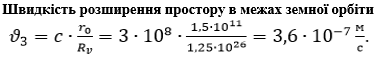 Швидкість розширення простору в межах земної орбіти
𝜗₃ = c · r₀/Rᵥ = 3 · 10⁸ · 1,5·10¹¹/1,25·10²⁶ = 3,6 · 10⁻⁷ м/с.